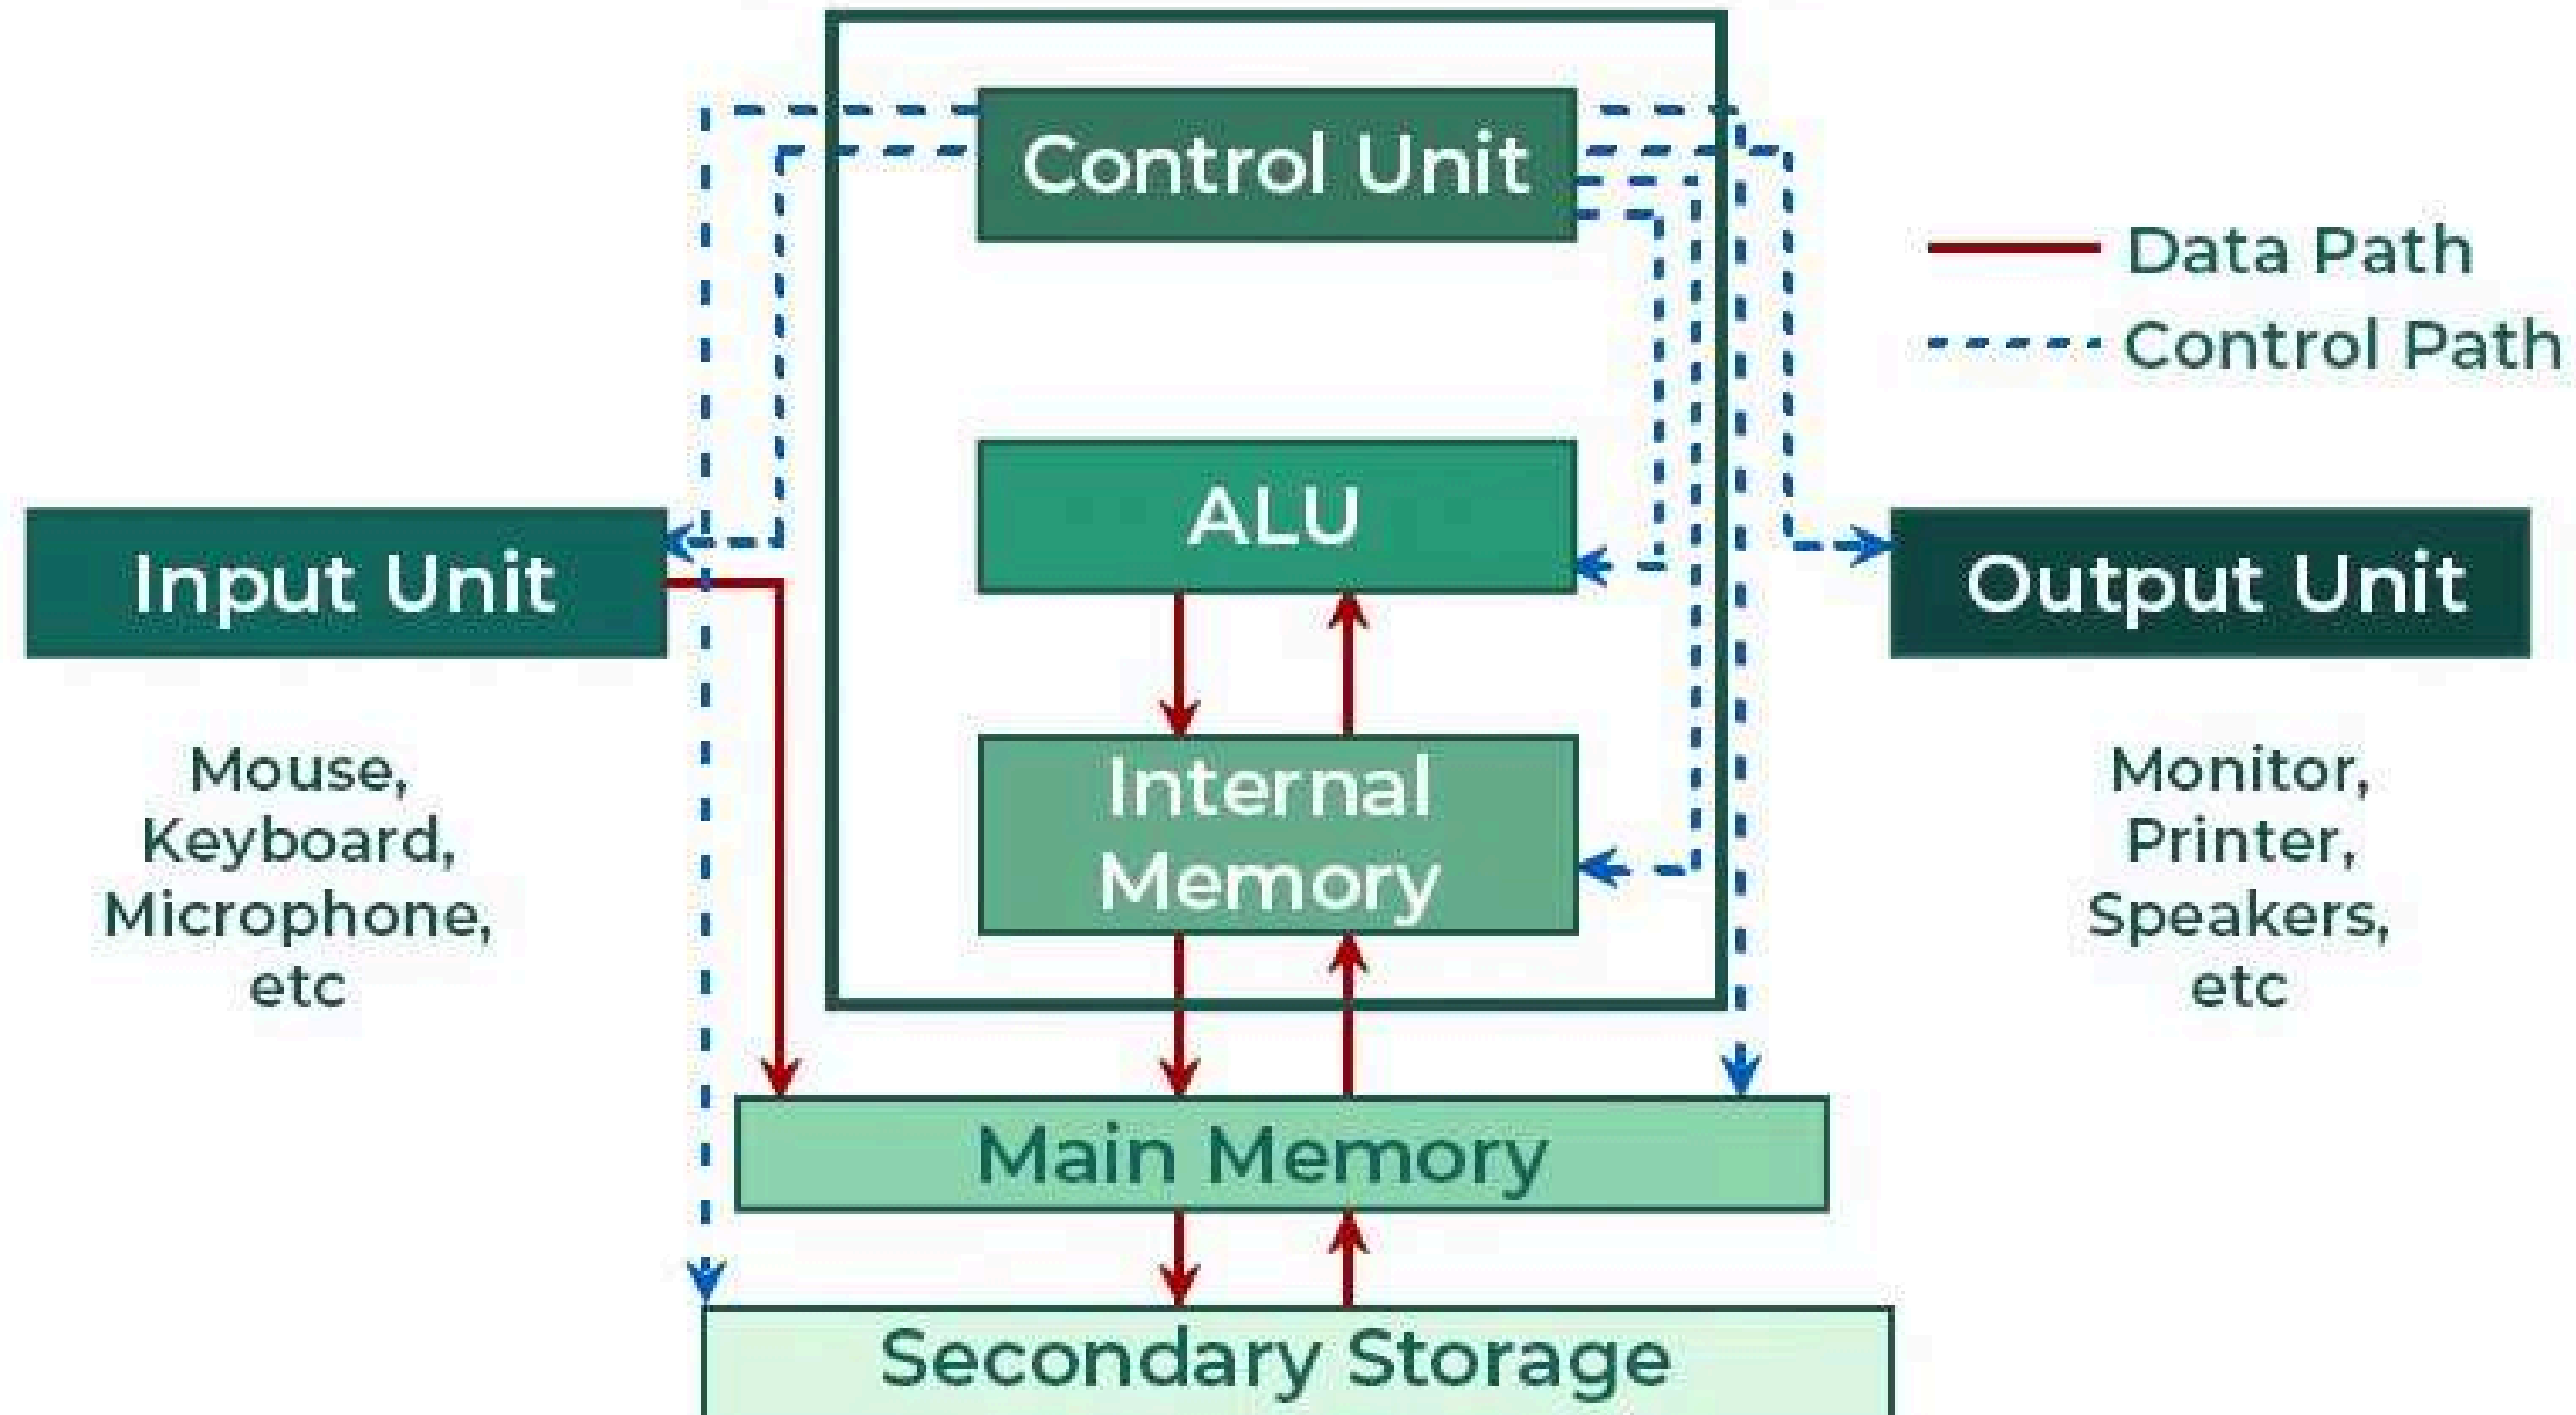 Control Unit
Data Path
Control Path
ALU
Input Unit
Output Unit
Mouse,
Keyboard,
Microphone,
etc
Internal
Memory
Monitor,
Printer,
Speakers,
etc
Main Memory
Secondary Storage